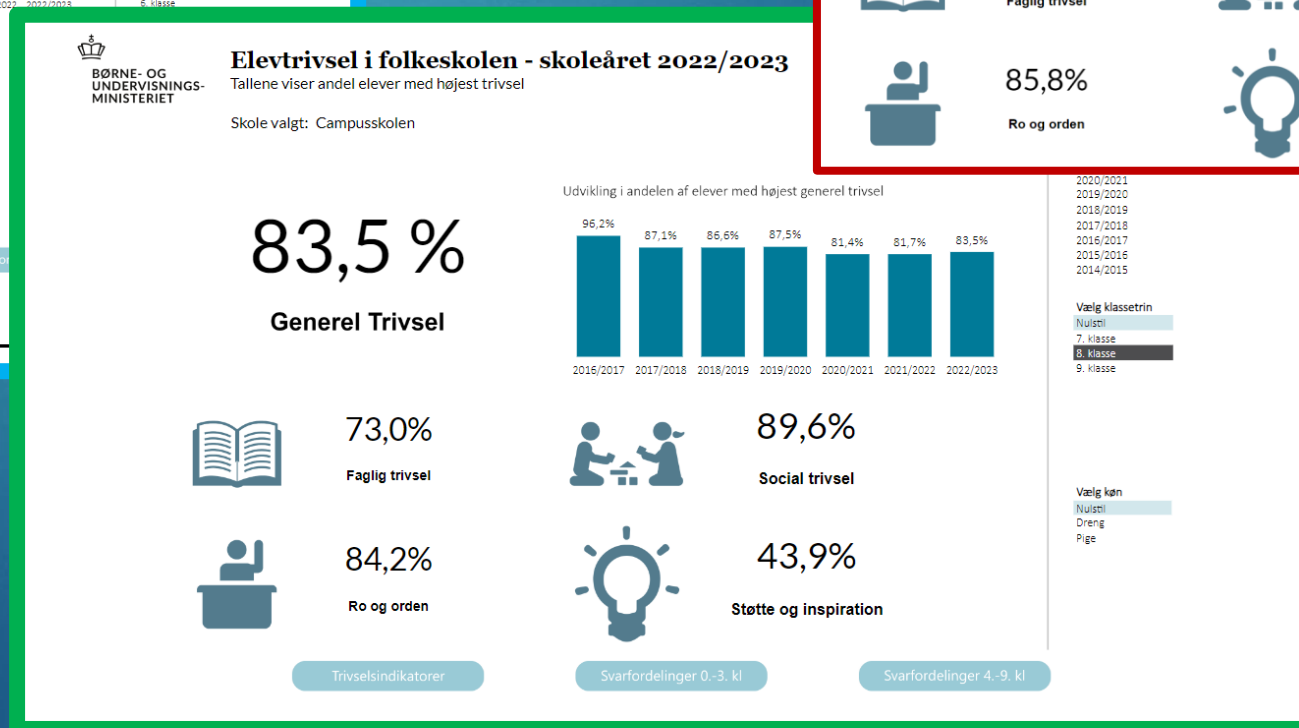 2022/2023
6. klasse
Faglig trivsel
85,8%
Ro og orden
BØRNE- OG
UNDERVISNINGS-
MINISTERIET
Elevtrivsel i folkeskolen - skoleåret 2022/2023
Tallene viser andel elever med højest trivsel
Skole valgt: Campusskolen
83,5 %
Generel Trivsel
Udvikling i andelen af elever med højest generel trivsel
96,2% 87,1% 86,6% 87,5% 81,4% 81,7% 83,5%
2016/2017 2017/2018 2018/2019 2019/2020 2020/2021 2021/2022 2022/2023
73,0%
Faglig trivsel
89,6%
Social trivsel
84,2%
Ro og orden
43,9%
Støtte og inspiration
2020/2021
2019/2020
2018/2019
2017/2018
2016/2017
2015/2016
2014/2015
Vælg klassetrin
Nulstil
7. klasse
8. klasse
9. klasse
Vælg køn
Nulstil
Dreng
Pige
Trivselsindikatorer
Svarfordelinger 0.-3. kl
Svarfordelinger 4.-9. kl